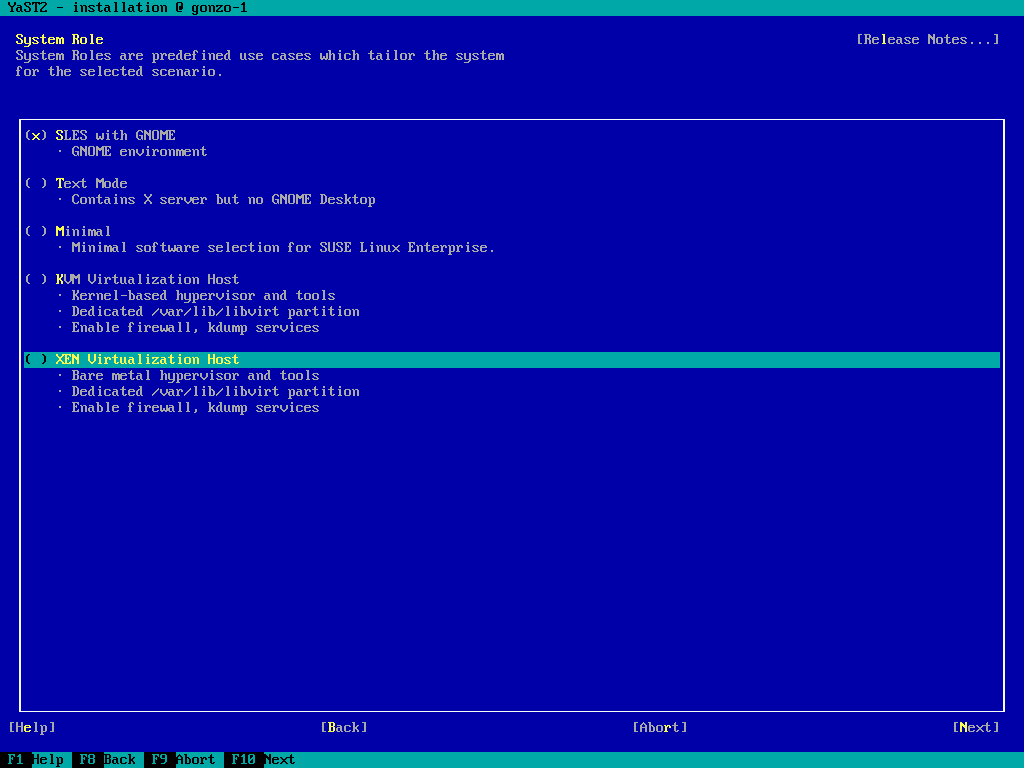 YaST2 - installation @ gonzo-1
System Role [Release Notes...]
System Roles are predefined use cases which tailor the system
for the selected scenario.
(x) SLES with GNOME
· GNOME environment
( ) Text Mode
· Contains X server but no GNOME Desktop
( ) Minimal
· Minimal software selection for SUSE Linux Enterprise.
( ) KVM Virtualization Host
· Kernel-based hypervisor and tools
· Dedicated /var/lib/libvirt partition
· Enable firewall, kdump services
( ) XEN Virtualization Host
· Bare metal hypervisor and tools
· Dedicated /var/lib/libvirt partition
· Enable firewall, kdump services
[Help] [Back] [Abort] [Next]
F1 Help F8 Back F9 Abort F10 Next